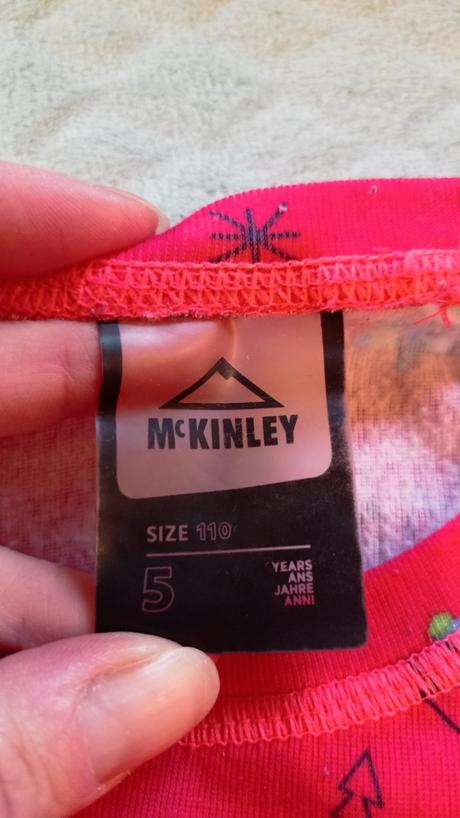 McKINLEY
SIZE 110
5
YEARS
ANS
JAHRE
ANNI